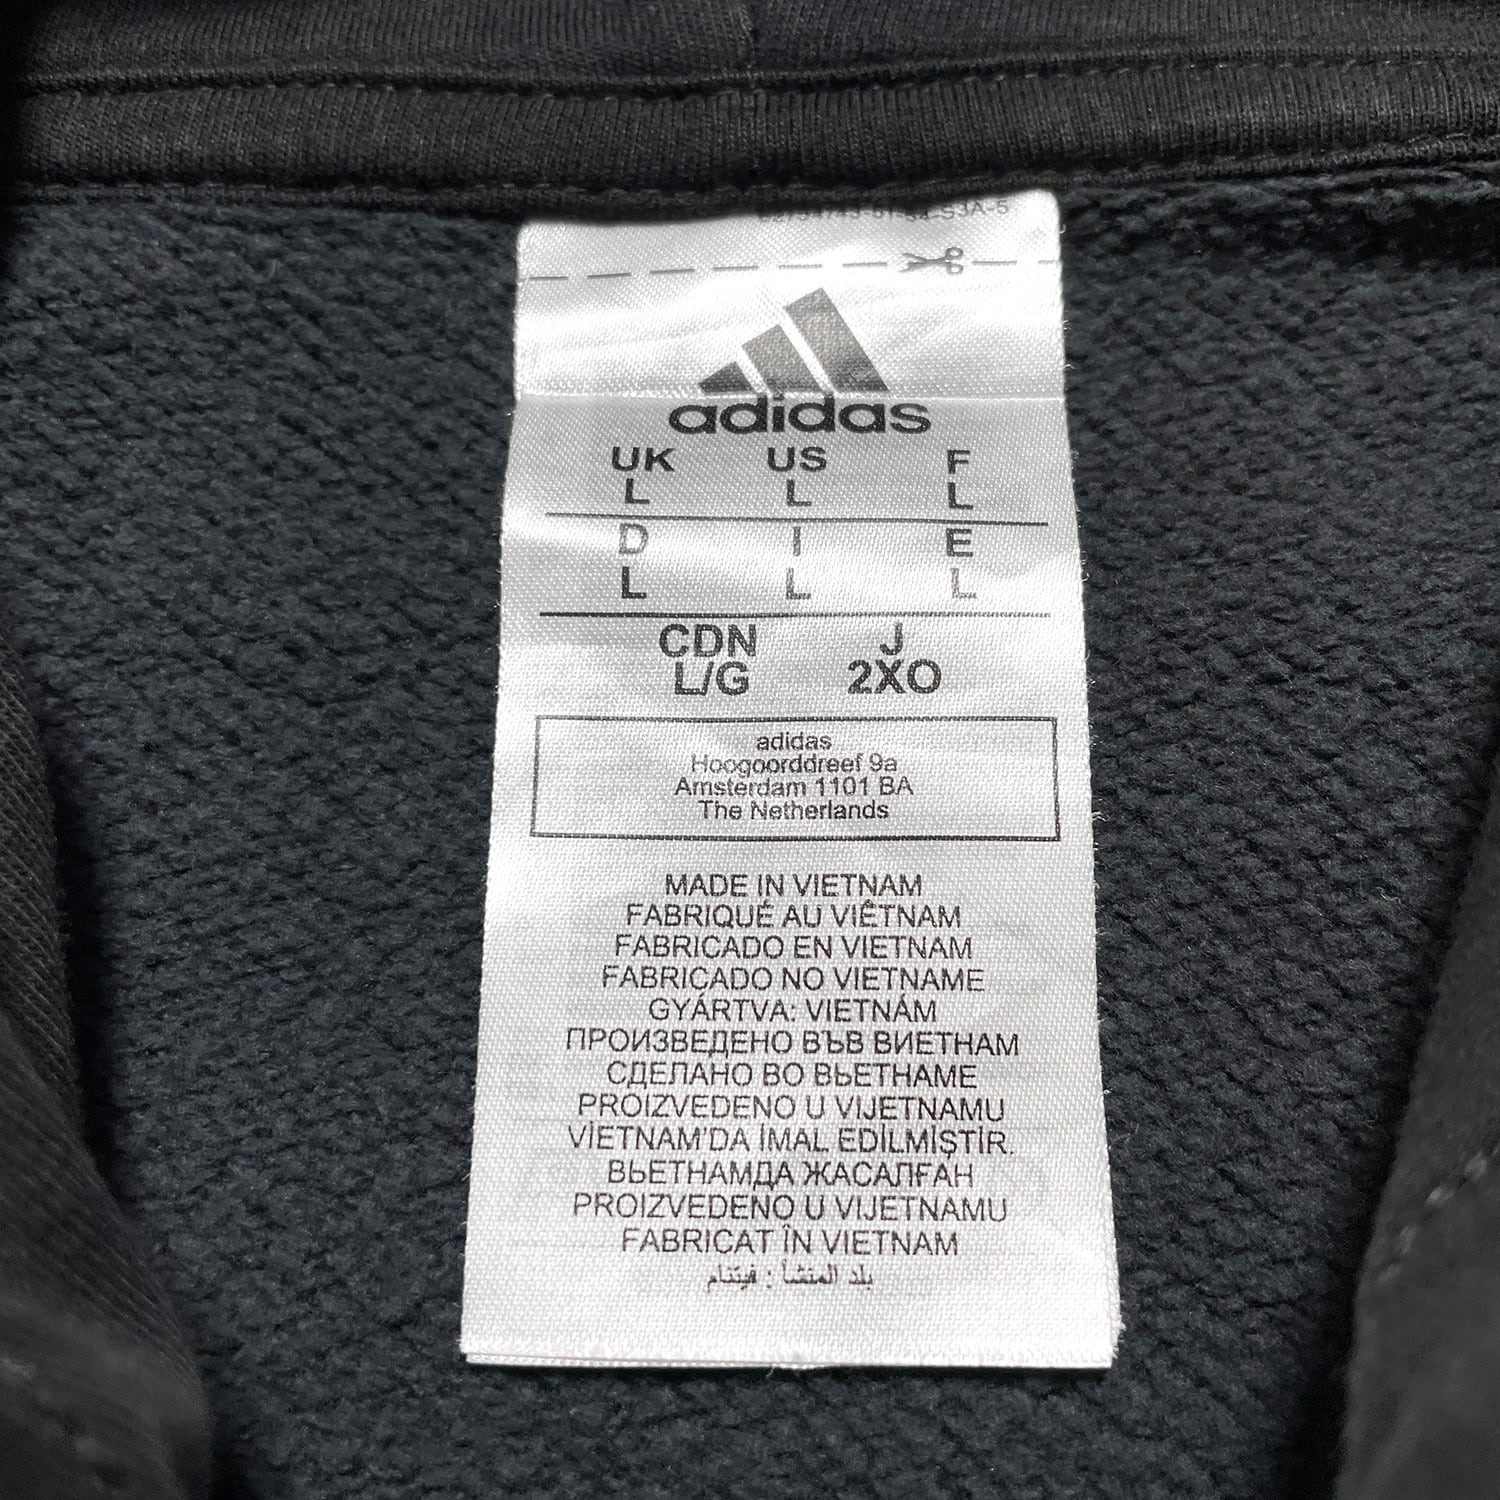 adidas
UK US F
L L L
D I E
L L L
CDN J
L/G 2XO
adidas
Hoogoorddreef 9a
Amsterdam 1101 BA
The Netherlands
MADE IN VIETNAM
FABRIQUÉ AU VIÊTNAM
FABRICADO EN VIETNAM
FABRICADO NO VIETNAME
GYÁRTVA: VIETNÁM
ПРОИЗВЕДЕНО ВЪВ ВИЕТНАМ
СДЕЛАНО ВО ВЬЕТНАМЕ
PROIZVEDENO U VIJETNAMU
VİETNAM'DA İMAL EDİLMİŞTİR.
ВЬЕТНАМДА ЖАСАЛҒАН
PROIZVEDENO U VIJETNAMU
FABRICAT ÎN VIETNAM
بلد المنشأ : فيتنام